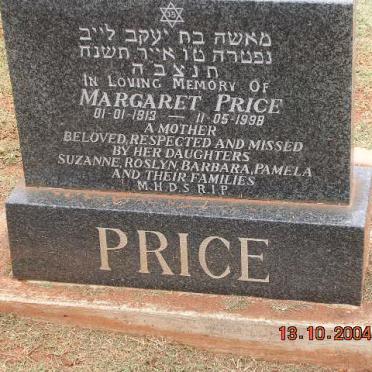 מאשה בת יעקב לייב
נפטרה טו אייר תשנח
ת נ צ ב ה
IN LOVING MEMORY OF
MARGARET PRICE
01-01-1913 — 11-05-1998
A MOTHER
BELOVED, RESPECTED AND MISSED
BY HER DAUGHTERS
SUZANNE, ROSLYN, BARBARA, PAMELA
AND THEIR FAMILIES
M.H.D.S.R.I.P.
PRICE
13.10.2004